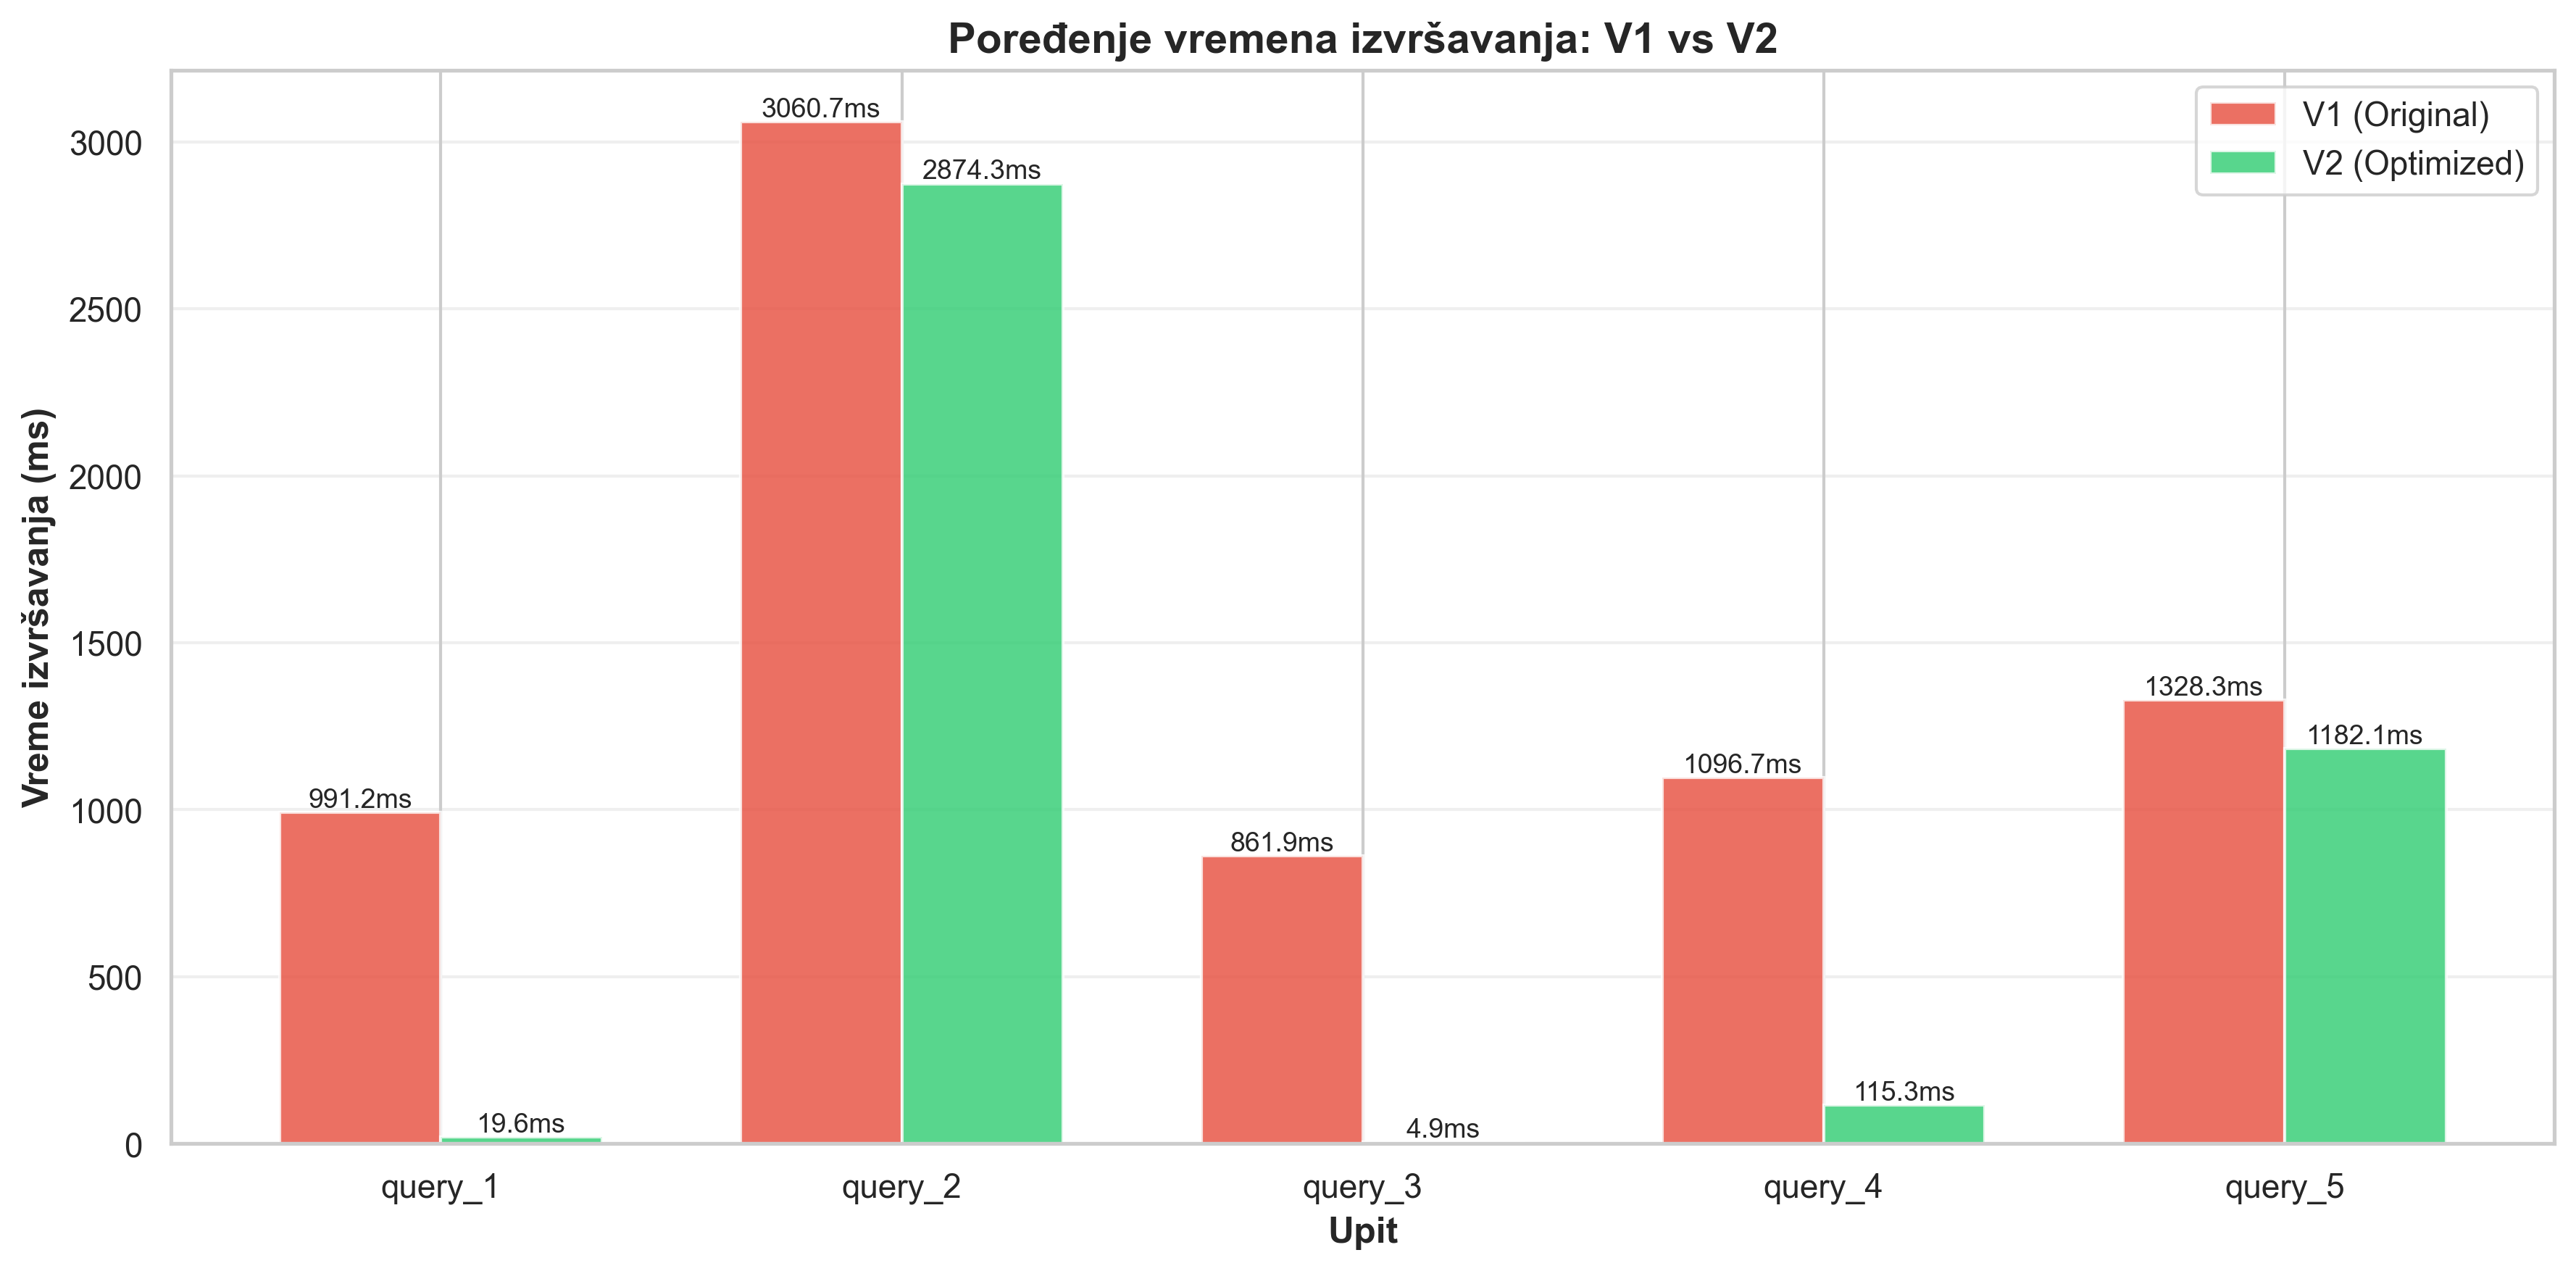 Poređenje vremena izvršavanja: V1 vs V2
V1 (Original)
V2 (Optimized)
Vreme izvršavanja (ms)
3000
2500
2000
1500
1000
500
0
991.2ms
19.6ms
3060.7ms
2874.3ms
861.9ms
4.9ms
1096.7ms
115.3ms
1328.3ms
1182.1ms
query_1
query_2
query_3
query_4
query_5
Upit